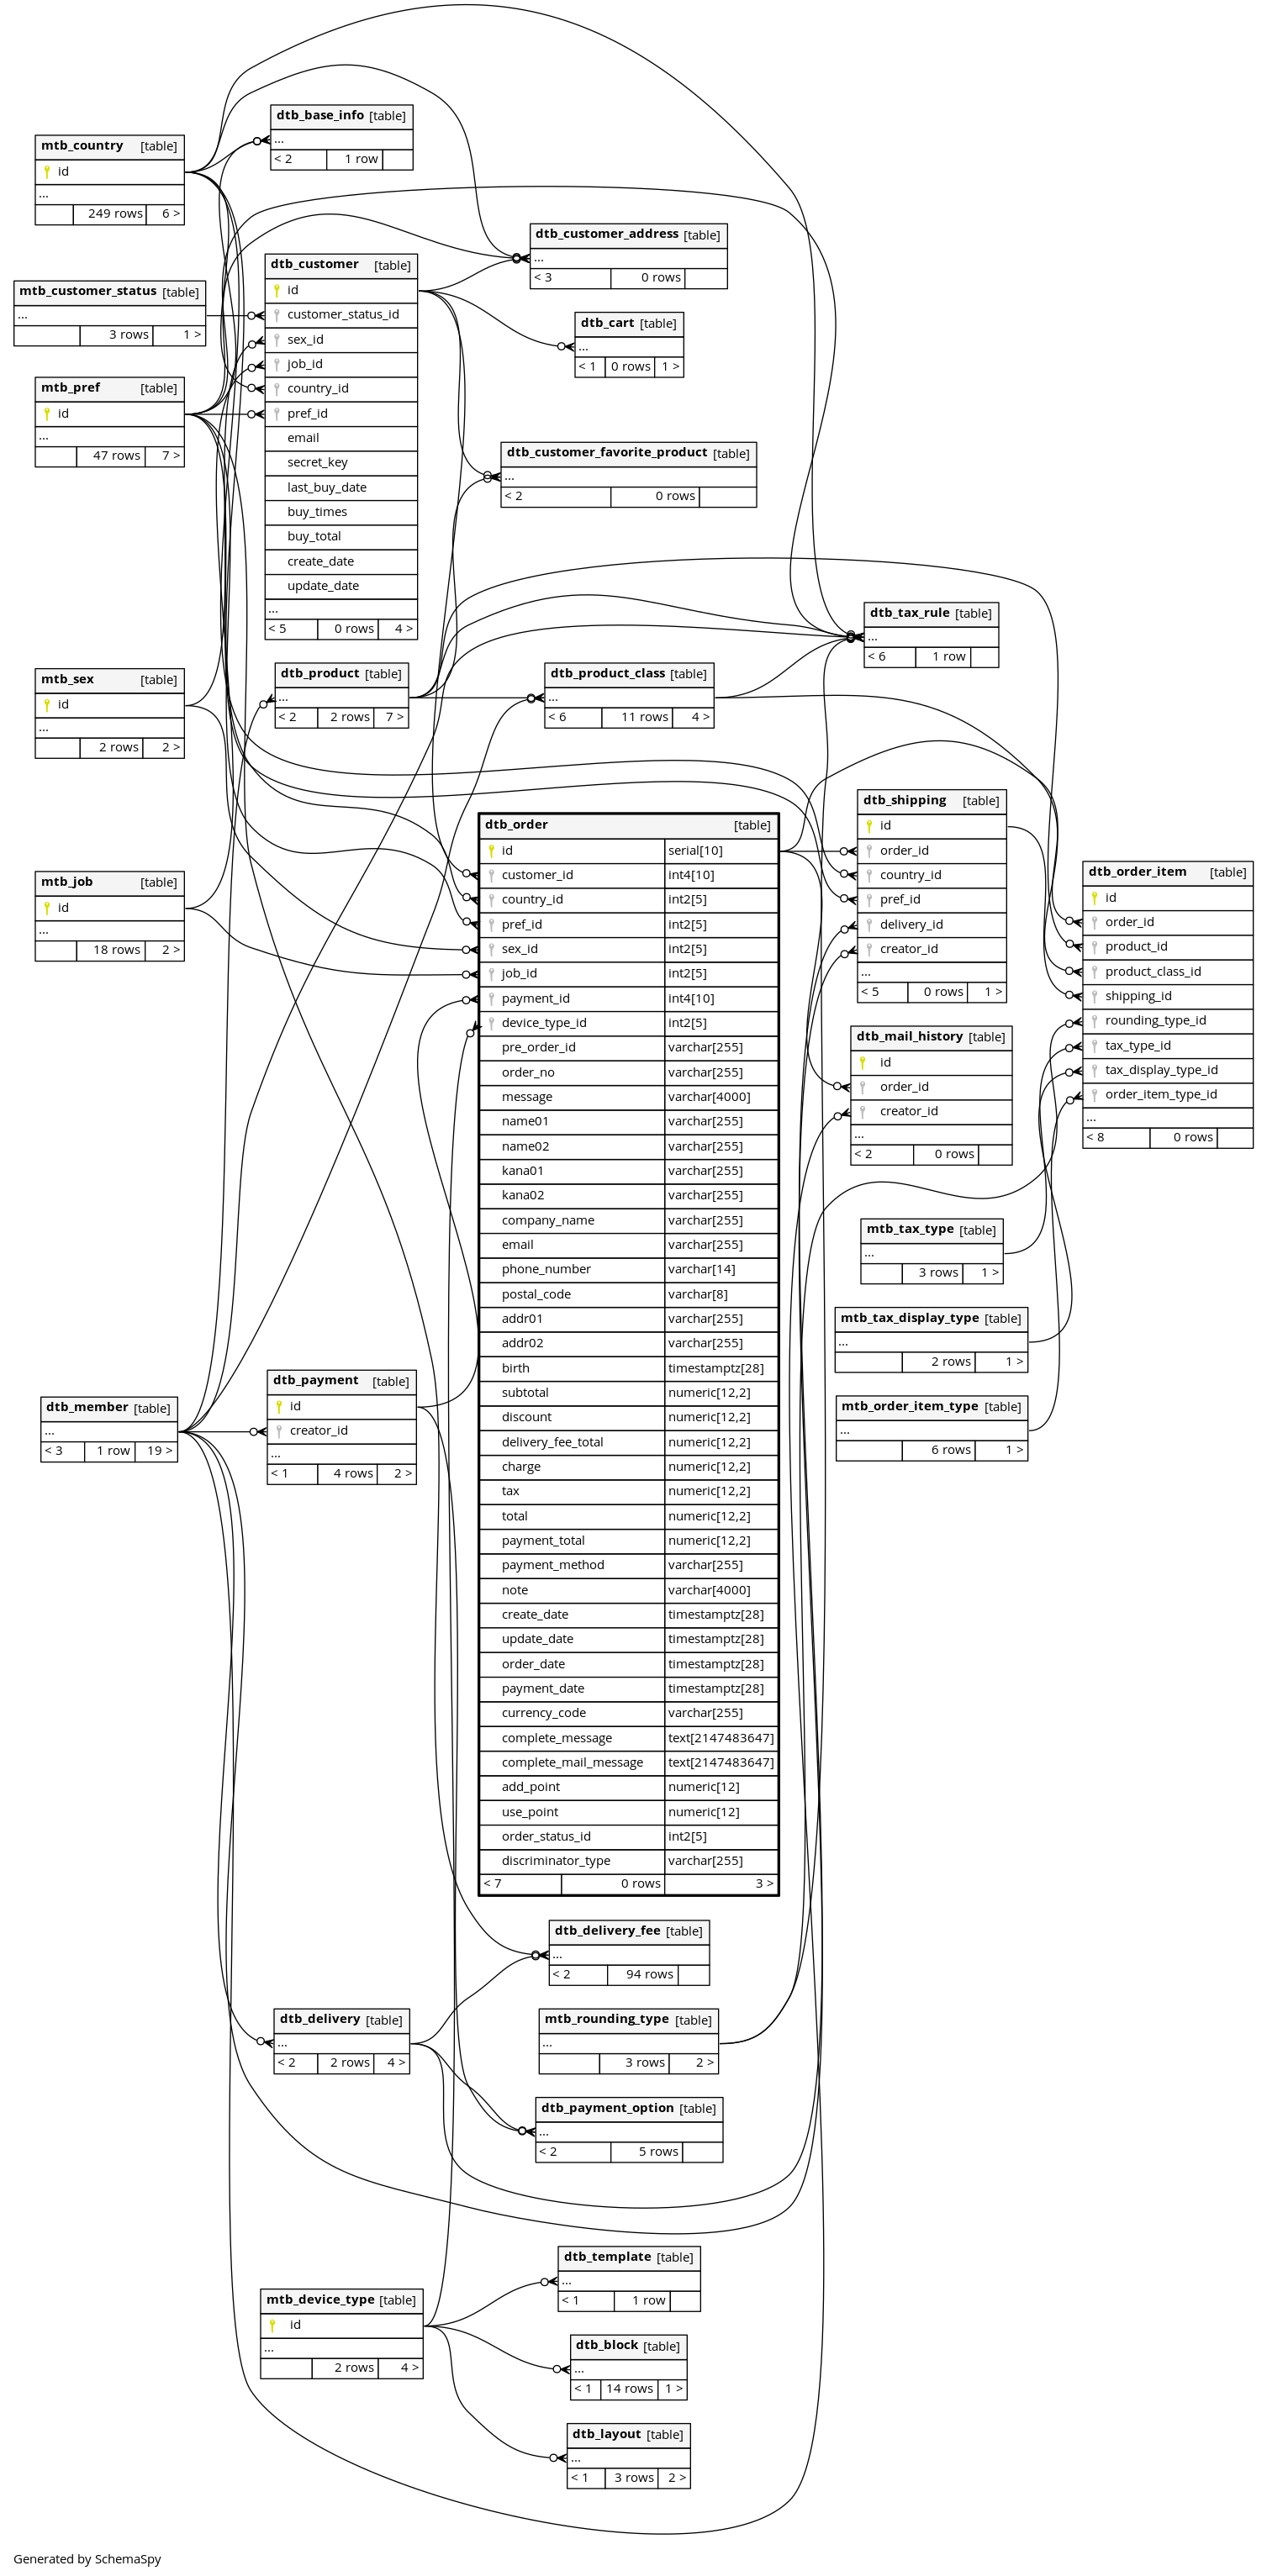 dtb_base_info [table]
...
< 2 1 row
mtb_country [table]
id
...
249 rows 6 >
dtb_customer_address [table]
...
< 3 0 rows
dtb_customer [table]
id
customer_status_id
sex_id
job_id
country_id
pref_id
email
secret_key
last_buy_date
buy_times
buy_total
create_date
update_date
...
< 5 0 rows 4 >
mtb_customer_status [table]
...
3 rows 1 >
dtb_cart [table]
...
< 1 0 rows 1 >
mtb_pref [table]
id
...
47 rows 7 >
dtb_customer_favorite_product [table]
...
< 2 0 rows
dtb_tax_rule [table]
...
< 6 1 row
mtb_sex [table]
id
...
2 rows 2 >
dtb_product [table]
...
< 2 2 rows 7 >
dtb_product_class [table]
...
< 6 11 rows 4 >
dtb_shipping [table]
id
order_id
country_id
pref_id
delivery_id
creator_id
...
< 5 0 rows 1 >
dtb_order [table]
id serial[10]
customer_id int4[10]
country_id int2[5]
pref_id int2[5]
sex_id int2[5]
job_id int2[5]
payment_id int4[10]
device_type_id int2[5]
pre_order_id varchar[255]
order_no varchar[255]
message varchar[4000]
name01 varchar[255]
name02 varchar[255]
kana01 varchar[255]
kana02 varchar[255]
company_name varchar[255]
email varchar[255]
phone_number varchar[14]
postal_code varchar[8]
addr01 varchar[255]
addr02 varchar[255]
birth timestamptz[28]
subtotal numeric[12,2]
discount numeric[12,2]
delivery_fee_total numeric[12,2]
charge numeric[12,2]
tax numeric[12,2]
total numeric[12,2]
payment_total numeric[12,2]
payment_method varchar[255]
note varchar[4000]
create_date timestamptz[28]
update_date timestamptz[28]
order_date timestamptz[28]
payment_date timestamptz[28]
currency_code varchar[255]
complete_message text[2147483647]
complete_mail_message text[2147483647]
add_point numeric[12]
use_point numeric[12]
order_status_id int2[5]
discriminator_type varchar[255]
< 7 0 rows 3 >
dtb_order_item [table]
id
order_id
product_id
product_class_id
shipping_id
rounding_type_id
tax_type_id
tax_display_type_id
order_item_type_id
...
< 8 0 rows
mtb_job [table]
id
...
18 rows 2 >
dtb_mail_history [table]
id
order_id
creator_id
...
< 2 0 rows
mtb_tax_type [table]
...
3 rows 1 >
mtb_tax_display_type [table]
...
2 rows 1 >
mtb_order_item_type [table]
...
6 rows 1 >
dtb_payment [table]
id
creator_id
...
< 1 4 rows 2 >
dtb_member [table]
...
< 3 1 row 19 >
dtb_delivery_fee [table]
...
< 2 94 rows
dtb_delivery [table]
...
< 2 2 rows 4 >
mtb_rounding_type [table]
...
3 rows 2 >
dtb_payment_option [table]
...
< 2 5 rows
dtb_template [table]
...
< 1 1 row
mtb_device_type [table]
id
...
2 rows 4 >
dtb_block [table]
...
< 1 14 rows 1 >
dtb_layout [table]
...
< 1 3 rows 2 >
Generated by SchemaSpy